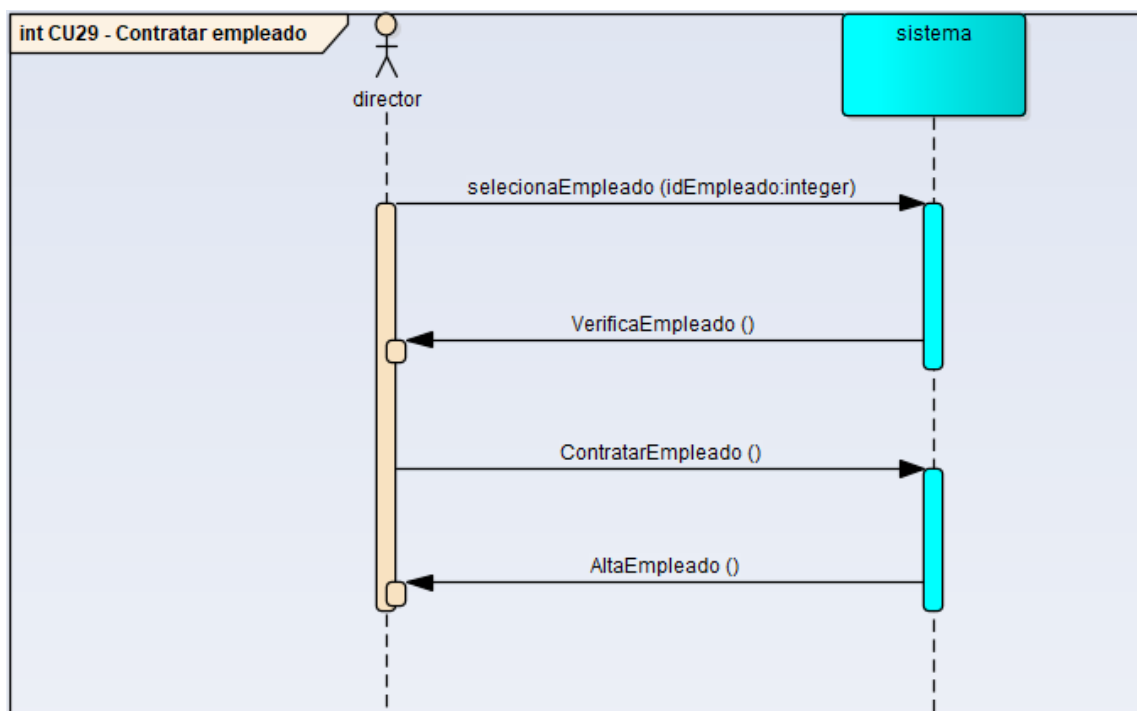 int CU29 - Contratar empleado
sistema
director
selecionaEmpleado (idEmpleado:integer)
VerificaEmpleado ()
ContratarEmpleado ()
AltaEmpleado ()